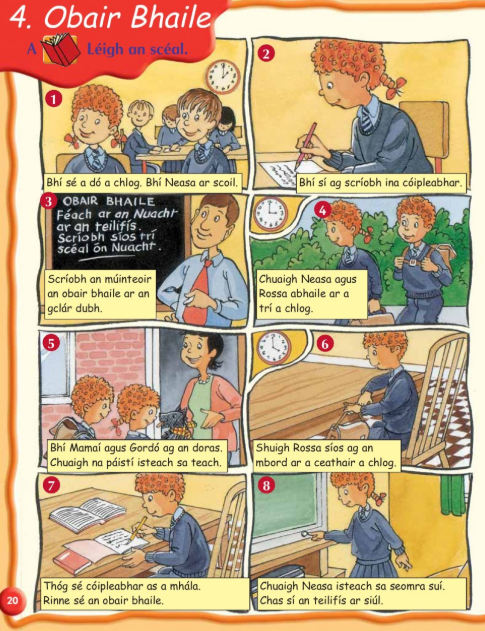 4. Obair Bhaile
A Léigh an scéal.
1
Bhí sé a dó a chlog. Bhí Neasa ar scoil.
2
Bhí sí ag scríobh ina cóipleabhar.
3
OBAIR BHAILE
Féach ar an Nuacht
ar an teilifís.
Scríobh síos trí
scéal ón Nuacht.
Scríobh an múinteoir
an obair bhaile ar an
gclár dubh.
4
Chuaigh Neasa agus
Rossa abhaile ar a
trí a chlog.
5
Bhí Mamaí agus Gordó ag an doras.
Chuaigh na páistí isteach sa teach.
6
Shuigh Rossa síos ag an
mbord ar a ceathair a chlog.
7
Thóg sé cóipleabhar as a mhála.
Rinne sé an obair bhaile.
8
Chuaigh Neasa isteach sa seomra suí.
Chas sí an teilifís ar siúl.
20